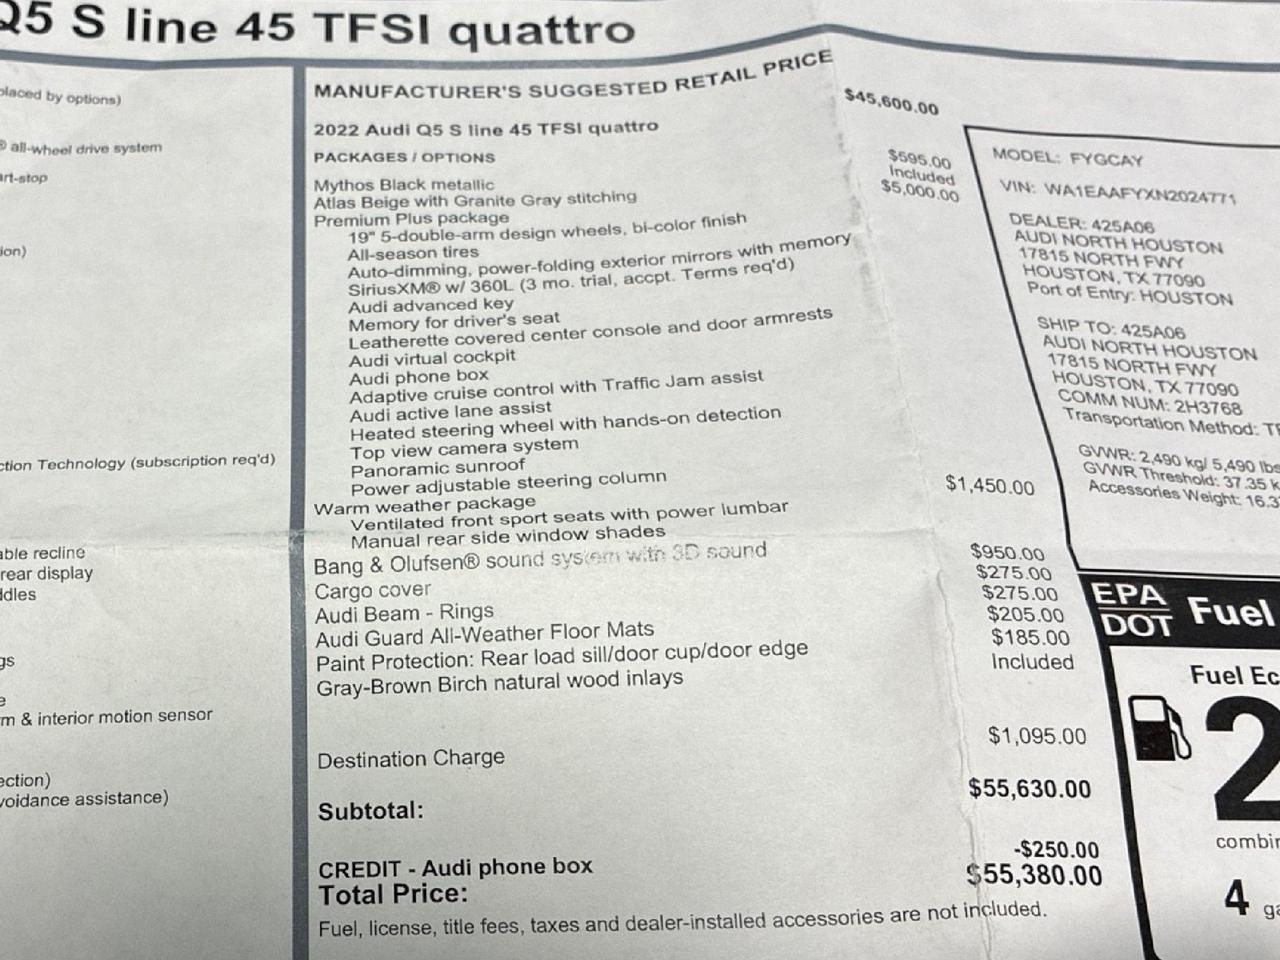 Q5 S line 45 TFSI quattro
placed by options)
® all-wheel drive system
art-stop
ion)
ction Technology (subscription req'd)
able recline
rear display
ddles
gs
e
m & interior motion sensor
ection)
voidance assistance)
MANUFACTURER'S SUGGESTED RETAIL PRICE
2022 Audi Q5 S line 45 TFSI quattro $45,600.00
PACKAGES / OPTIONS
Mythos Black metallic $595.00
Atlas Beige with Granite Gray stitching Included
Premium Plus package $5,000.00
19" 5-double-arm design wheels, bi-color finish
All-season tires
Auto-dimming, power-folding exterior mirrors with memory
SiriusXM® w/ 360L (3 mo. trial, accpt. Terms req'd)
Audi advanced key
Memory for driver's seat
Leatherette covered center console and door armrests
Audi virtual cockpit
Audi phone box
Adaptive cruise control with Traffic Jam assist
Audi active lane assist
Heated steering wheel with hands-on detection
Top view camera system
Panoramic sunroof
Power adjustable steering column
Warm weather package $1,450.00
Ventilated front sport seats with power lumbar
Manual rear side window shades
Bang & Olufsen® sound system with 3D sound $950.00
Cargo cover $275.00
Audi Beam - Rings $275.00
Audi Guard All-Weather Floor Mats $205.00
Paint Protection: Rear load sill/door cup/door edge $185.00
Gray-Brown Birch natural wood inlays Included
Destination Charge $1,095.00
Subtotal: $55,630.00
CREDIT - Audi phone box -$250.00
Total Price: $55,380.00
Fuel, license, title fees, taxes and dealer-installed accessories are not included.
MODEL: FYGCAY
VIN: WA1EAAFYXN2024771
DEALER: 425A06
AUDI NORTH HOUSTON
17815 NORTH FWY
HOUSTON, TX 77090
Port of Entry: HOUSTON
SHIP TO: 425A06
AUDI NORTH HOUSTON
17815 NORTH FWY
HOUSTON, TX 77090
COMM NUM: 2H3768
Transportation Method: TR
GVWR: 2,490 kg/ 5,490 lbs
GVWR Threshold: 37.35 k
Accessories Weight: 16.3
EPA
DOT Fuel
Fuel Ec
2
combin
4 ga